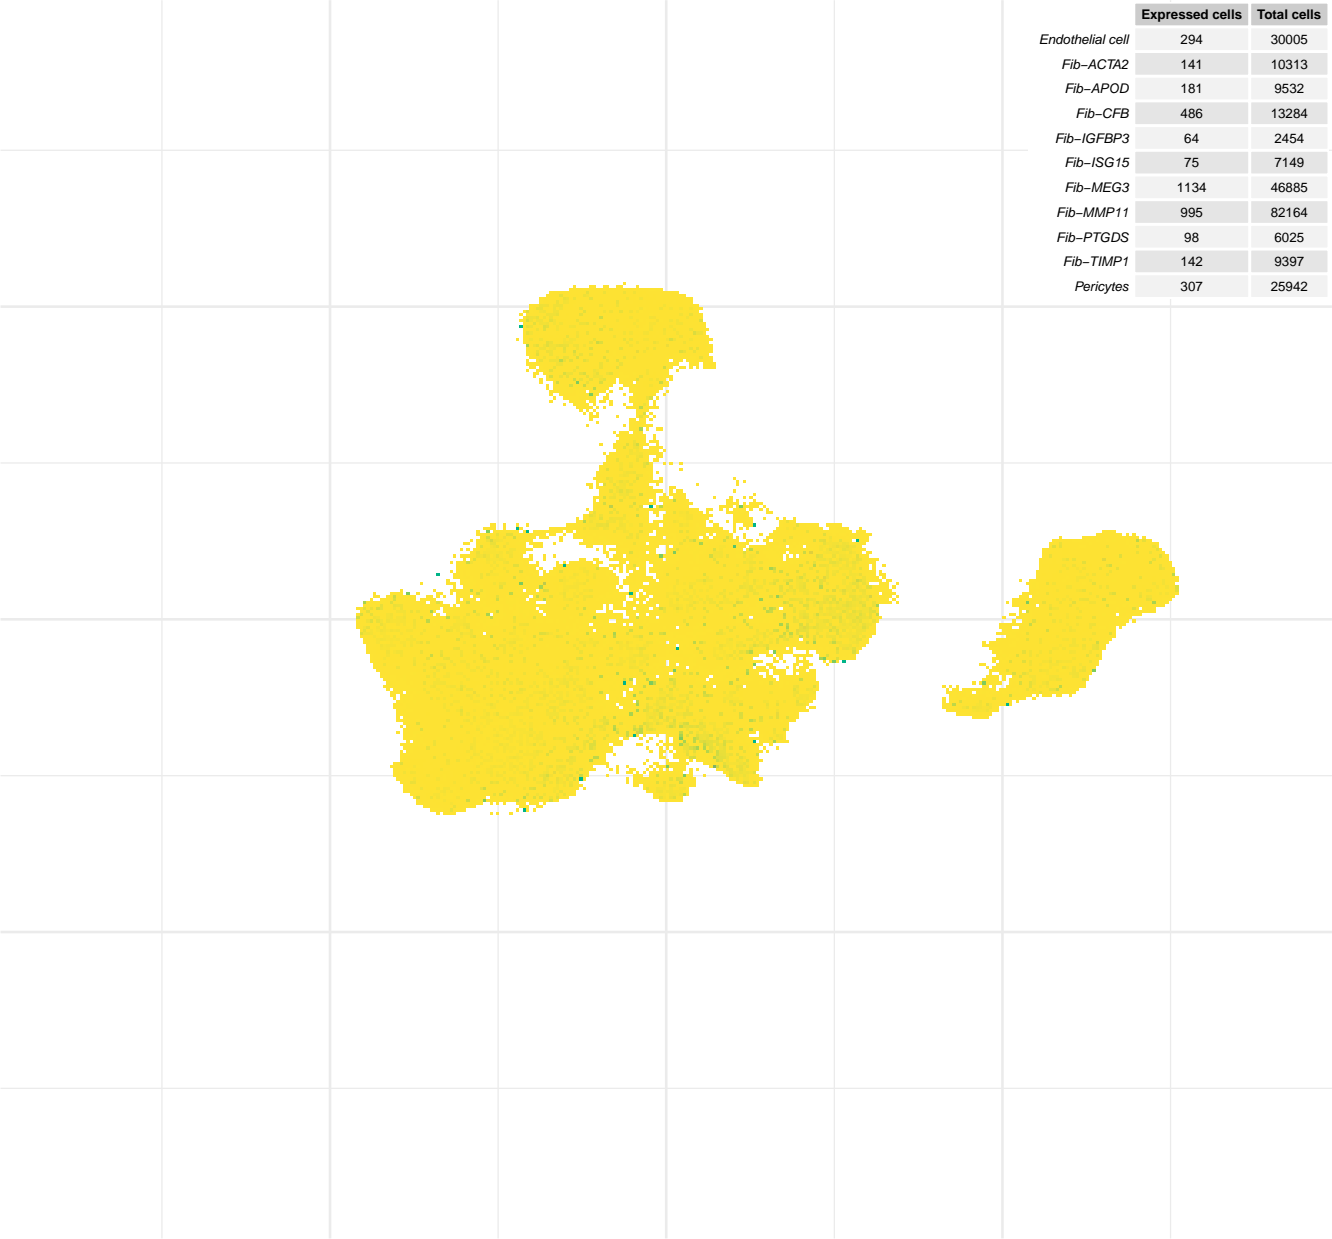 Expressed cells Total cells
Endothelial cell 294 30005
Fib−ACTA2 141 10313
Fib−APOD 181 9532
Fib−CFB 486 13284
Fib−IGFBP3 64 2454
Fib−ISG15 75 7149
Fib−MEG3 1134 46885
Fib−MMP11 995 82164
Fib−PTGDS 98 6025
Fib−TIMP1 142 9397
Pericytes 307 25942